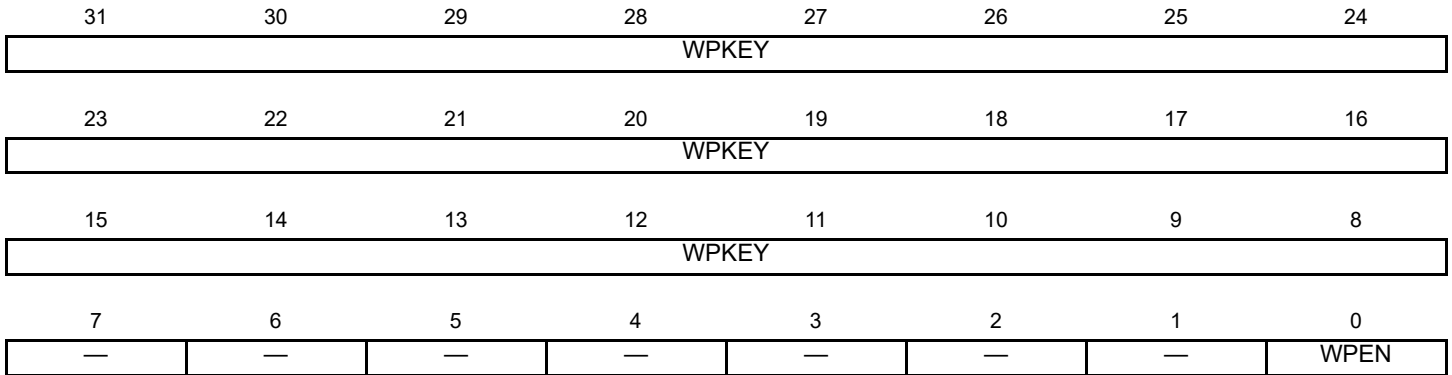 31 30 29 28 27 26 25 24
WPKEY
23 22 21 20 19 18 17 16
WPKEY
15 14 13 12 11 10 9 8
WPKEY
7 6 5 4 3 2 1 0
— — — — — — — WPEN